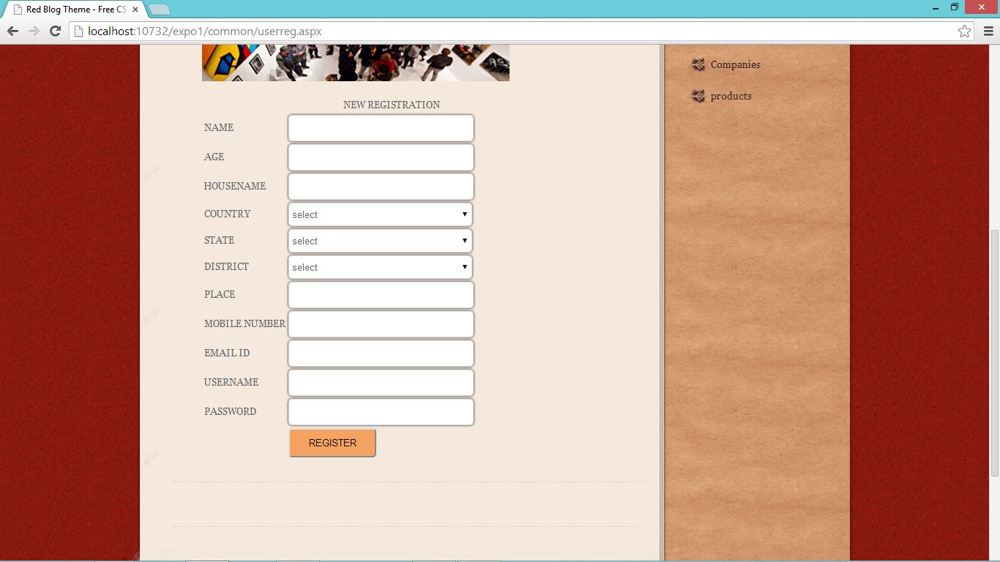 Red Blog Theme - Free CS
localhost:10732/expo1/common/userreg.aspx
Companies
products
NEW REGISTRATION
NAME
AGE
HOUSENAME
COUNTRY select
STATE select
DISTRICT select
PLACE
MOBILE NUMBER
EMAIL ID
USERNAME
PASSWORD
REGISTER